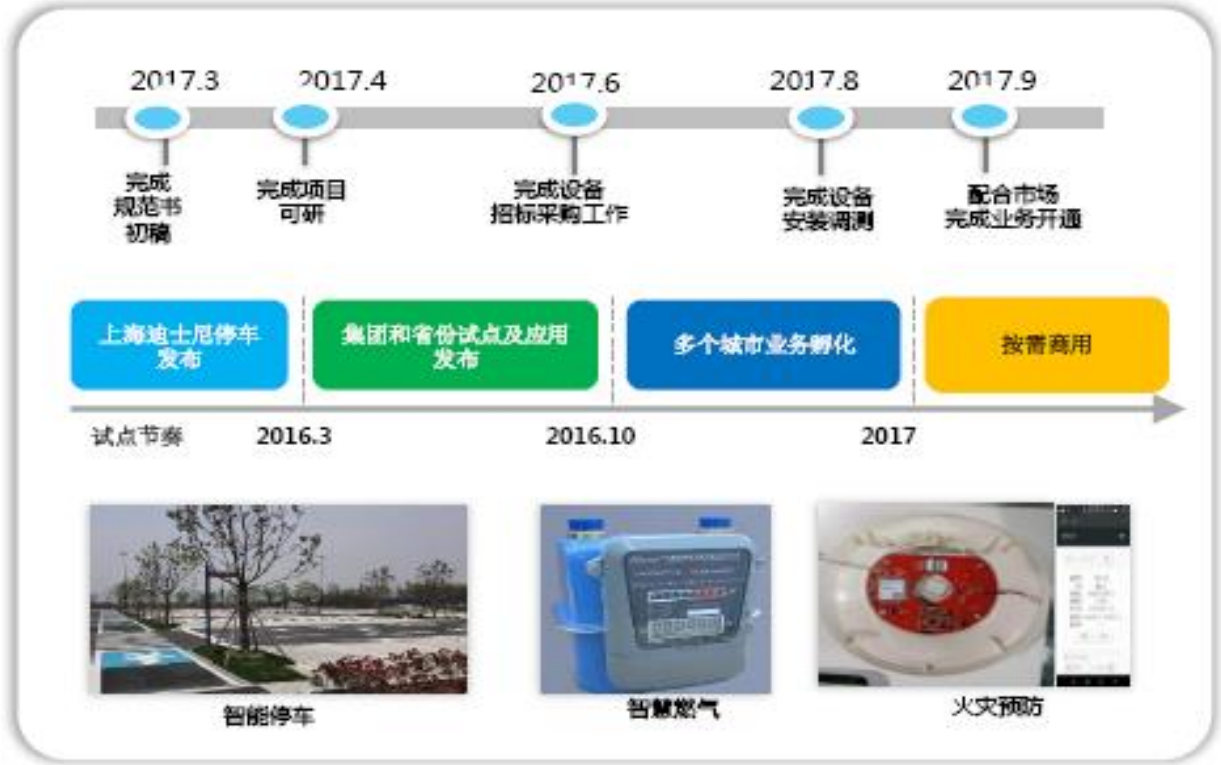 2017.3
2017.4
2017.6
2017.8
2017.9
完成
规范书
初稿
完成项目
可研
完成设备
招标采购工作
完成设备
安装调测
配合市场
完成业务开通
上海迪士尼停车
发布
集团和省份试点及应用
发布
多个城市业务孵化
按需商用
试点节奏
2016.3
2016.10
2017
智能停车
智慧燃气
火灾预防